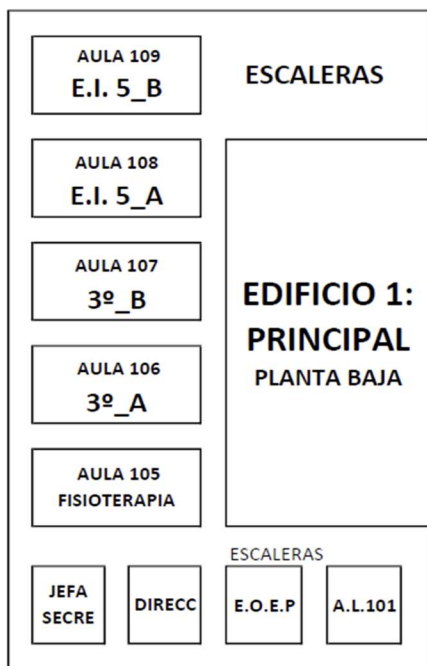 AULA 109
E.I. 5_B
ESCALERAS
AULA 108
E.I. 5_A
AULA 107
3º_B
AULA 106
3º_A
AULA 105
FISIOTERAPIA
EDIFICIO 1:
PRINCIPAL
PLANTA BAJA
ESCALERAS
JEFA
SECRE
DIRECC
E.O.E.P
A.L.101